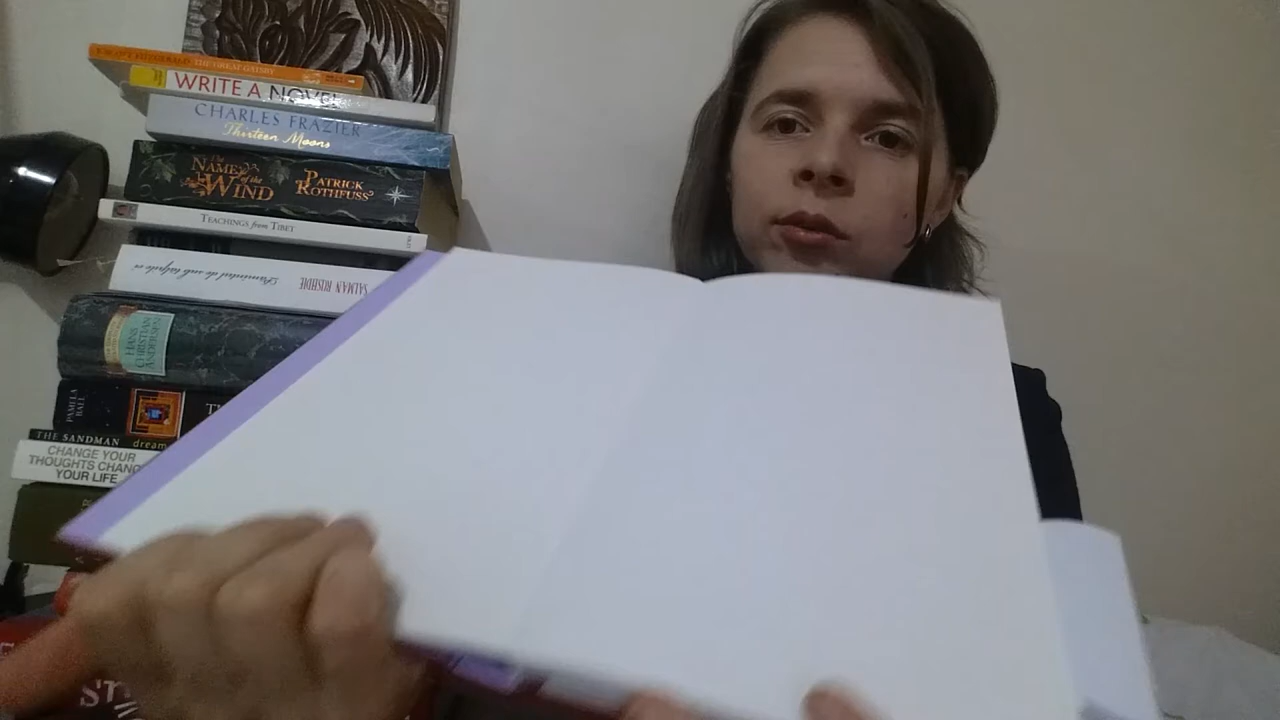 THE GREAT GATSBY
WRITE A NOVEL
CHARLES FRAZIER
Thirteen Moons
The
NAME of the
WIND
PATRICK
ROTHFUSS
TEACHINGS from TIBET
SALMAN RUSHDIE
HANS
CHRISTIAN
ANDERSEN
PAMELA
BALL
THE SANDMAN
CHANGE YOUR
THOUGHTS CHANG
YOUR LIFE